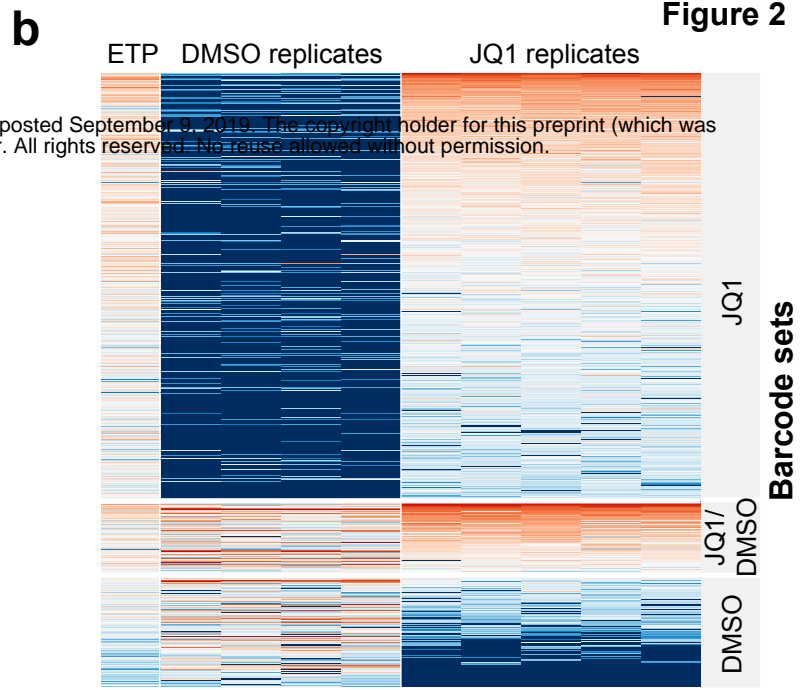 Figure 2
b
ETP DMSO replicates JQ1 replicates
posted September 9, 2019. The copyright holder for this preprint (which was
r. All rights reserved. No reuse allowed without permission.
JQ1
JQ1/
DMSO
DMSO
Barcode sets